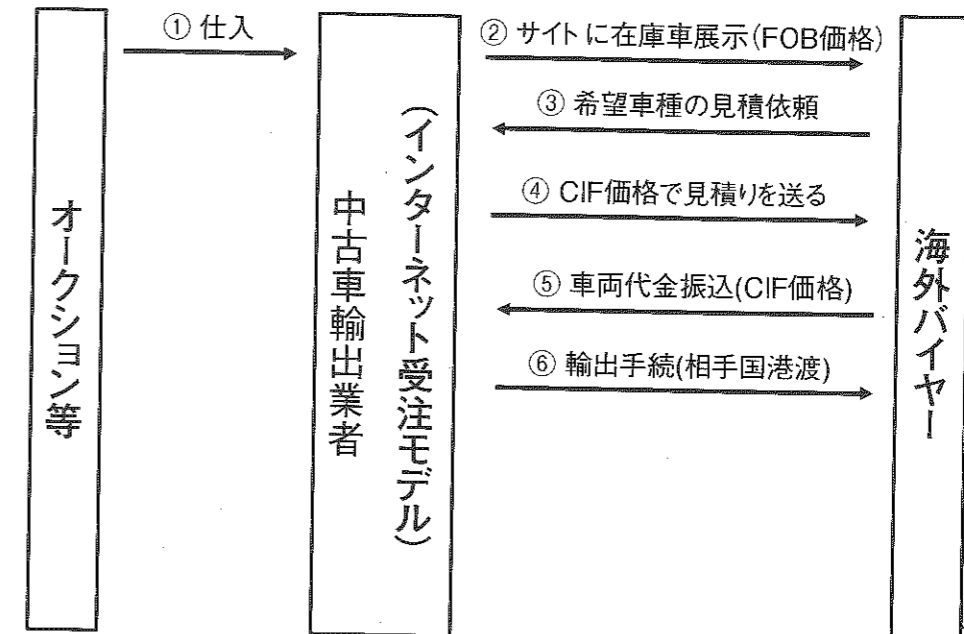 ① 仕入
② サイトに在庫車展示(FOB価格)
③ 希望車種の見積依頼
④ CIF価格で見積りを送る
⑤ 車両代金振込(CIF価格)
⑥ 輸出手続(相手国港渡)
オークション等
中古車輸出業者
(インターネット受注モデル)
海外バイヤー